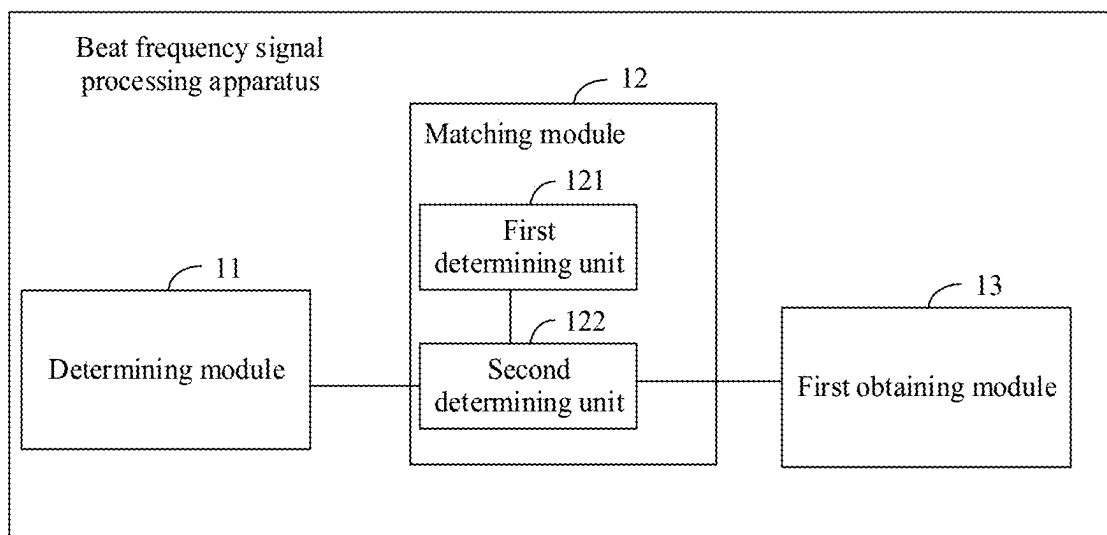 Beat frequency signal
processing apparatus
12
Matching module
121
First
determining unit
11
Determining module
122
Second
determining unit
13
First obtaining module